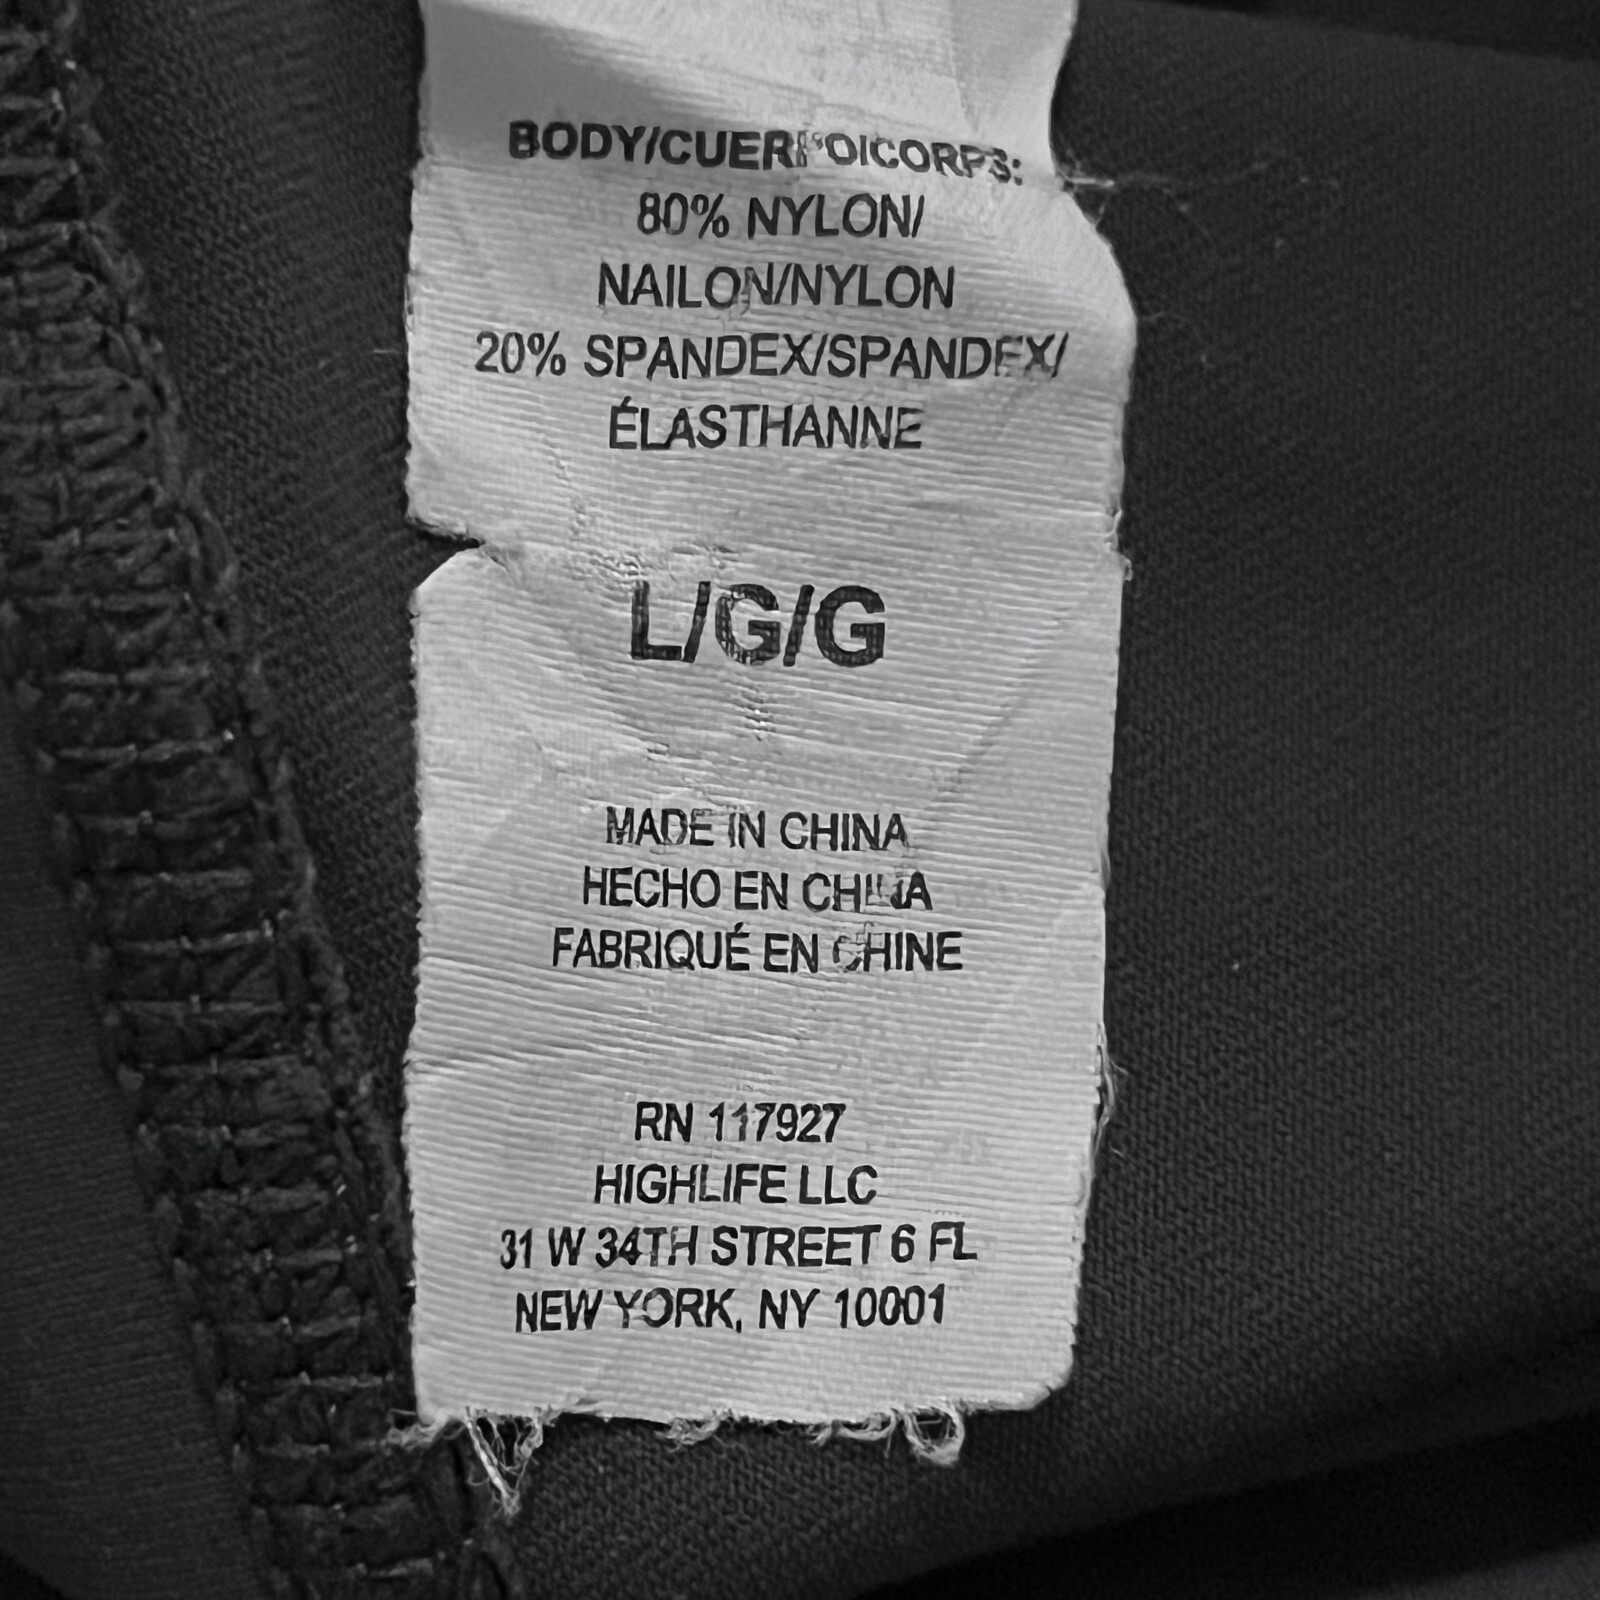 BODY/CUERPO/CORPS:
80% NYLON/
NAILON/NYLON
20% SPANDEX/SPANDEX/
ÉLASTHANNE
L/G/G
MADE IN CHINA
HECHO EN CHINA
FABRIQUÉ EN CHINE
RN 117927
HIGHLIFE LLC
31 W 34TH STREET 6 FL
NEW YORK, NY 10001